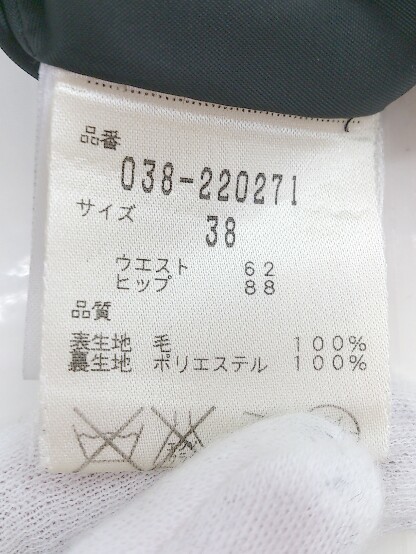 品番
038-220271
サイズ
38
ウエスト 62
ヒップ 88
品質
表生地 毛 100%
裏生地 ポリエステル 100%